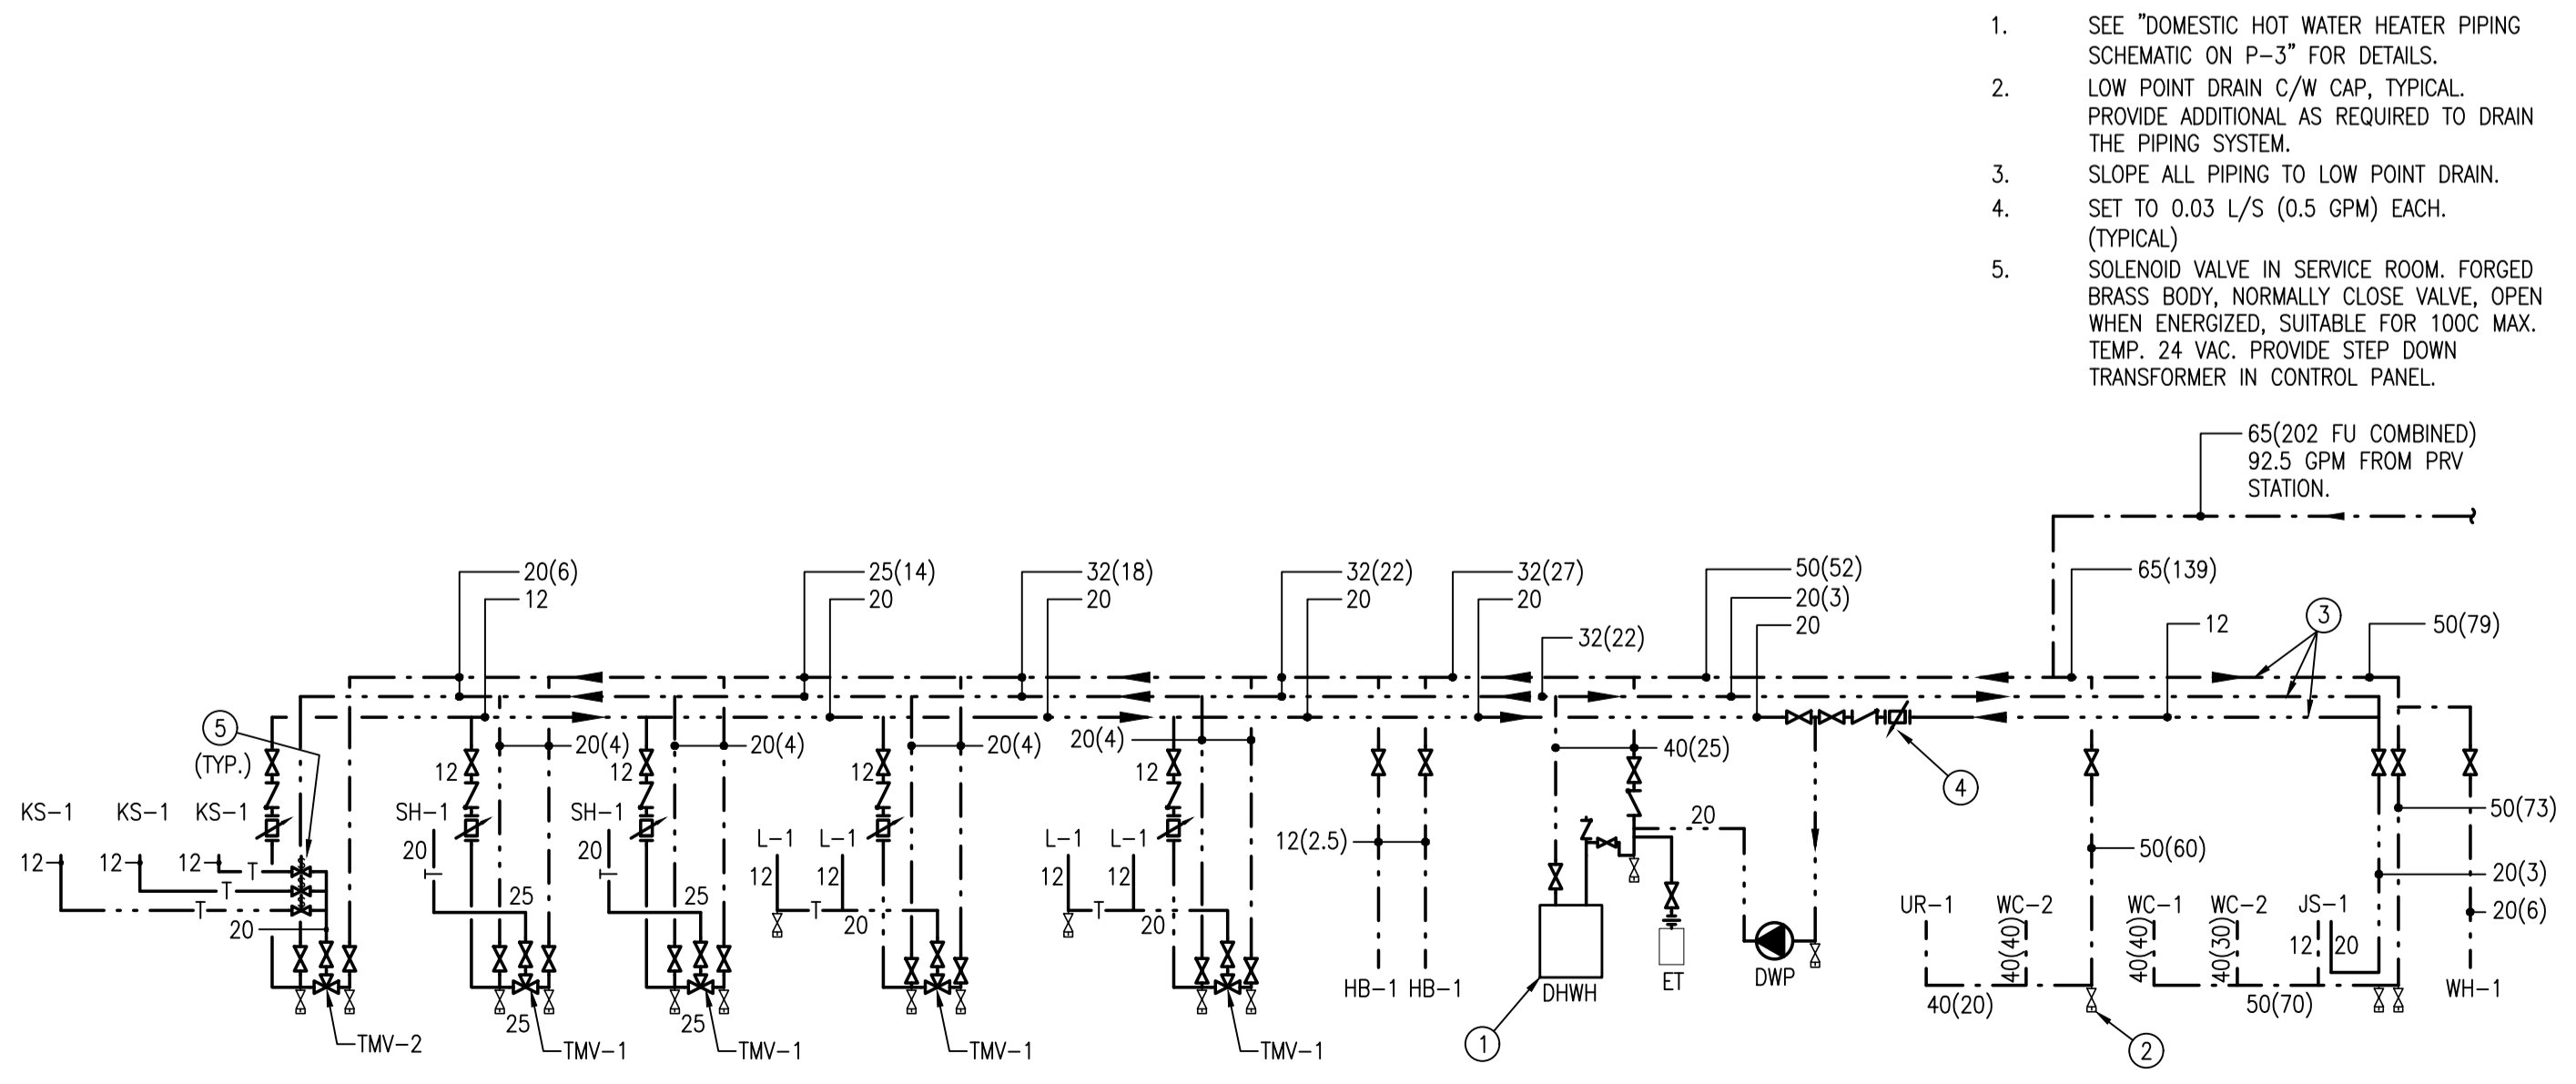 1. SEE "DOMESTIC HOT WATER HEATER PIPING
SCHEMATIC ON P-3" FOR DETAILS.
2. LOW POINT DRAIN C/W CAP, TYPICAL.
PROVIDE ADDITIONAL AS REQUIRED TO DRAIN
THE PIPING SYSTEM.
3. SLOPE ALL PIPING TO LOW POINT DRAIN.
4. SET TO 0.03 L/S (0.5 GPM) EACH.
(TYPICAL)
5. SOLENOID VALVE IN SERVICE ROOM. FORGED
BRASS BODY, NORMALLY CLOSE VALVE, OPEN
WHEN ENERGIZED, SUITABLE FOR 100C MAX.
TEMP. 24 VAC. PROVIDE STEP DOWN
TRANSFORMER IN CONTROL PANEL.
65(202 FU COMBINED)
92.5 GPM FROM PRV
STATION.
20(6)
12
25(14)
20
32(18)
20
32(22)
20
32(27)
20
32(22)
50(52)
20(3)
20
65(139)
12
3
50(79)
5
(TYP.)
20(4)
20(4)
20(4)
20(4)
40(25)
12
12
12
12
4
KS-1 KS-1 KS-1
SH-1
SH-1
L-1 L-1
L-1 L-1
12(2.5)
20
50(73)
12
12
12
T
T
T
20
20
T
25
20
T
25
12
12
T
20
12
12
T
20
50(60)
20(3)
20(6)
UR-1 WC-2 WC-1 WC-2 JS-1
40(40)
40(40)
40(30)
12 20
HB-1 HB-1
DHWH
ET
DWP
40(20)
50(70)
WH-1
25
25
TMV-2
TMV-1
TMV-1
TMV-1
TMV-1
1
2